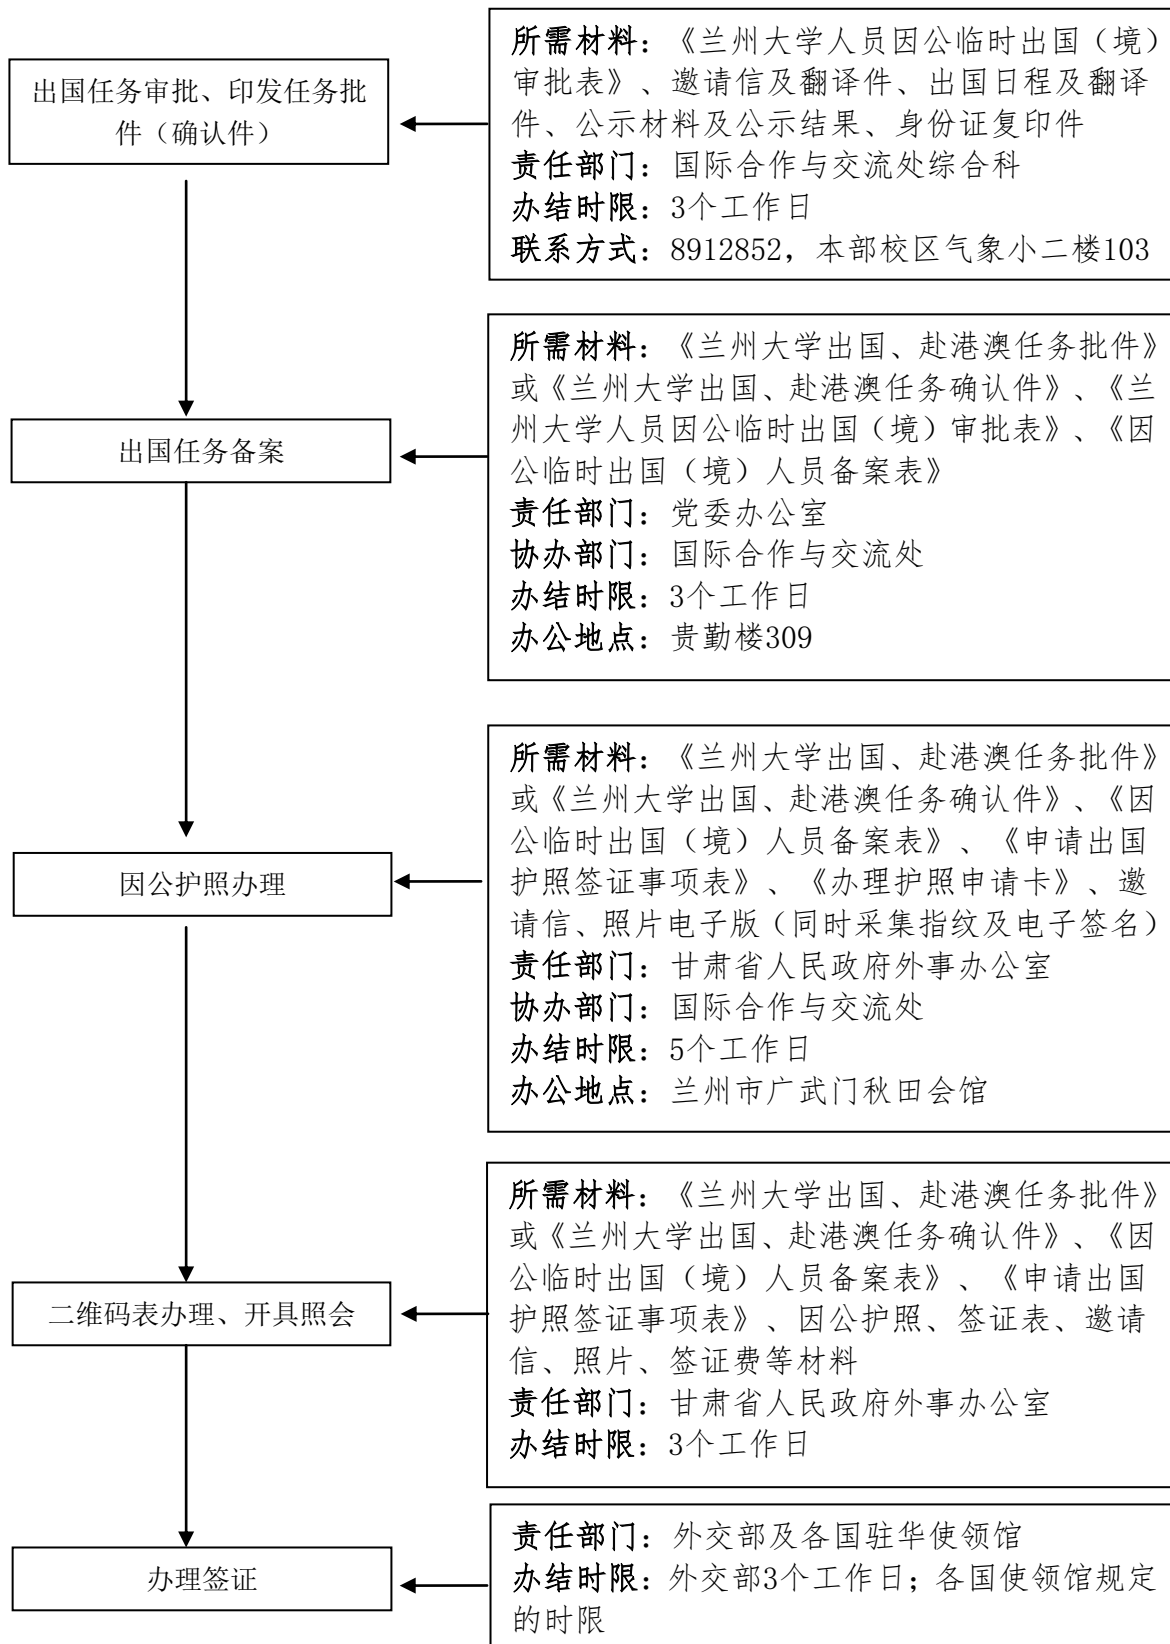 出国任务审批、印发任务批
件（确认件）
所需材料：《兰州大学人员因公临时出国（境）
审批表》、邀请信及翻译件、出国日程及翻译
件、公示材料及公示结果、身份证复印件
责任部门：国际合作与交流处综合科
办结时限：3个工作日
联系方式：8912852，本部校区气象小二楼103
出国任务备案
所需材料：《兰州大学出国、赴港澳任务批件》
或《兰州大学出国、赴港澳任务确认件》、《兰
州大学人员因公临时出国（境）审批表》、《因
公临时出国（境）人员备案表》
责任部门：党委办公室
协办部门：国际合作与交流处
办结时限：3个工作日
办公地点：贵勤楼309
因公护照办理
所需材料：《兰州大学出国、赴港澳任务批件》
或《兰州大学出国、赴港澳任务确认件》、《因
公临时出国（境）人员备案表》、《申请出国
护照签证事项表》、《办理护照申请卡》、邀
请信、照片电子版（同时采集指纹及电子签名）
责任部门：甘肃省人民政府外事办公室
协办部门：国际合作与交流处
办结时限：5个工作日
办公地点：兰州市广武门秋田会馆
二维码表办理、开具照会
所需材料：《兰州大学出国、赴港澳任务批件》
或《兰州大学出国、赴港澳任务确认件》、《因
公临时出国（境）人员备案表》、《申请出国
护照签证事项表》、因公护照、签证表、邀请
信、照片、签证费等材料
责任部门：甘肃省人民政府外事办公室
办结时限：3个工作日
办理签证
责任部门：外交部及各国驻华使领馆
办结时限：外交部3个工作日；各国使领馆规定
的时限